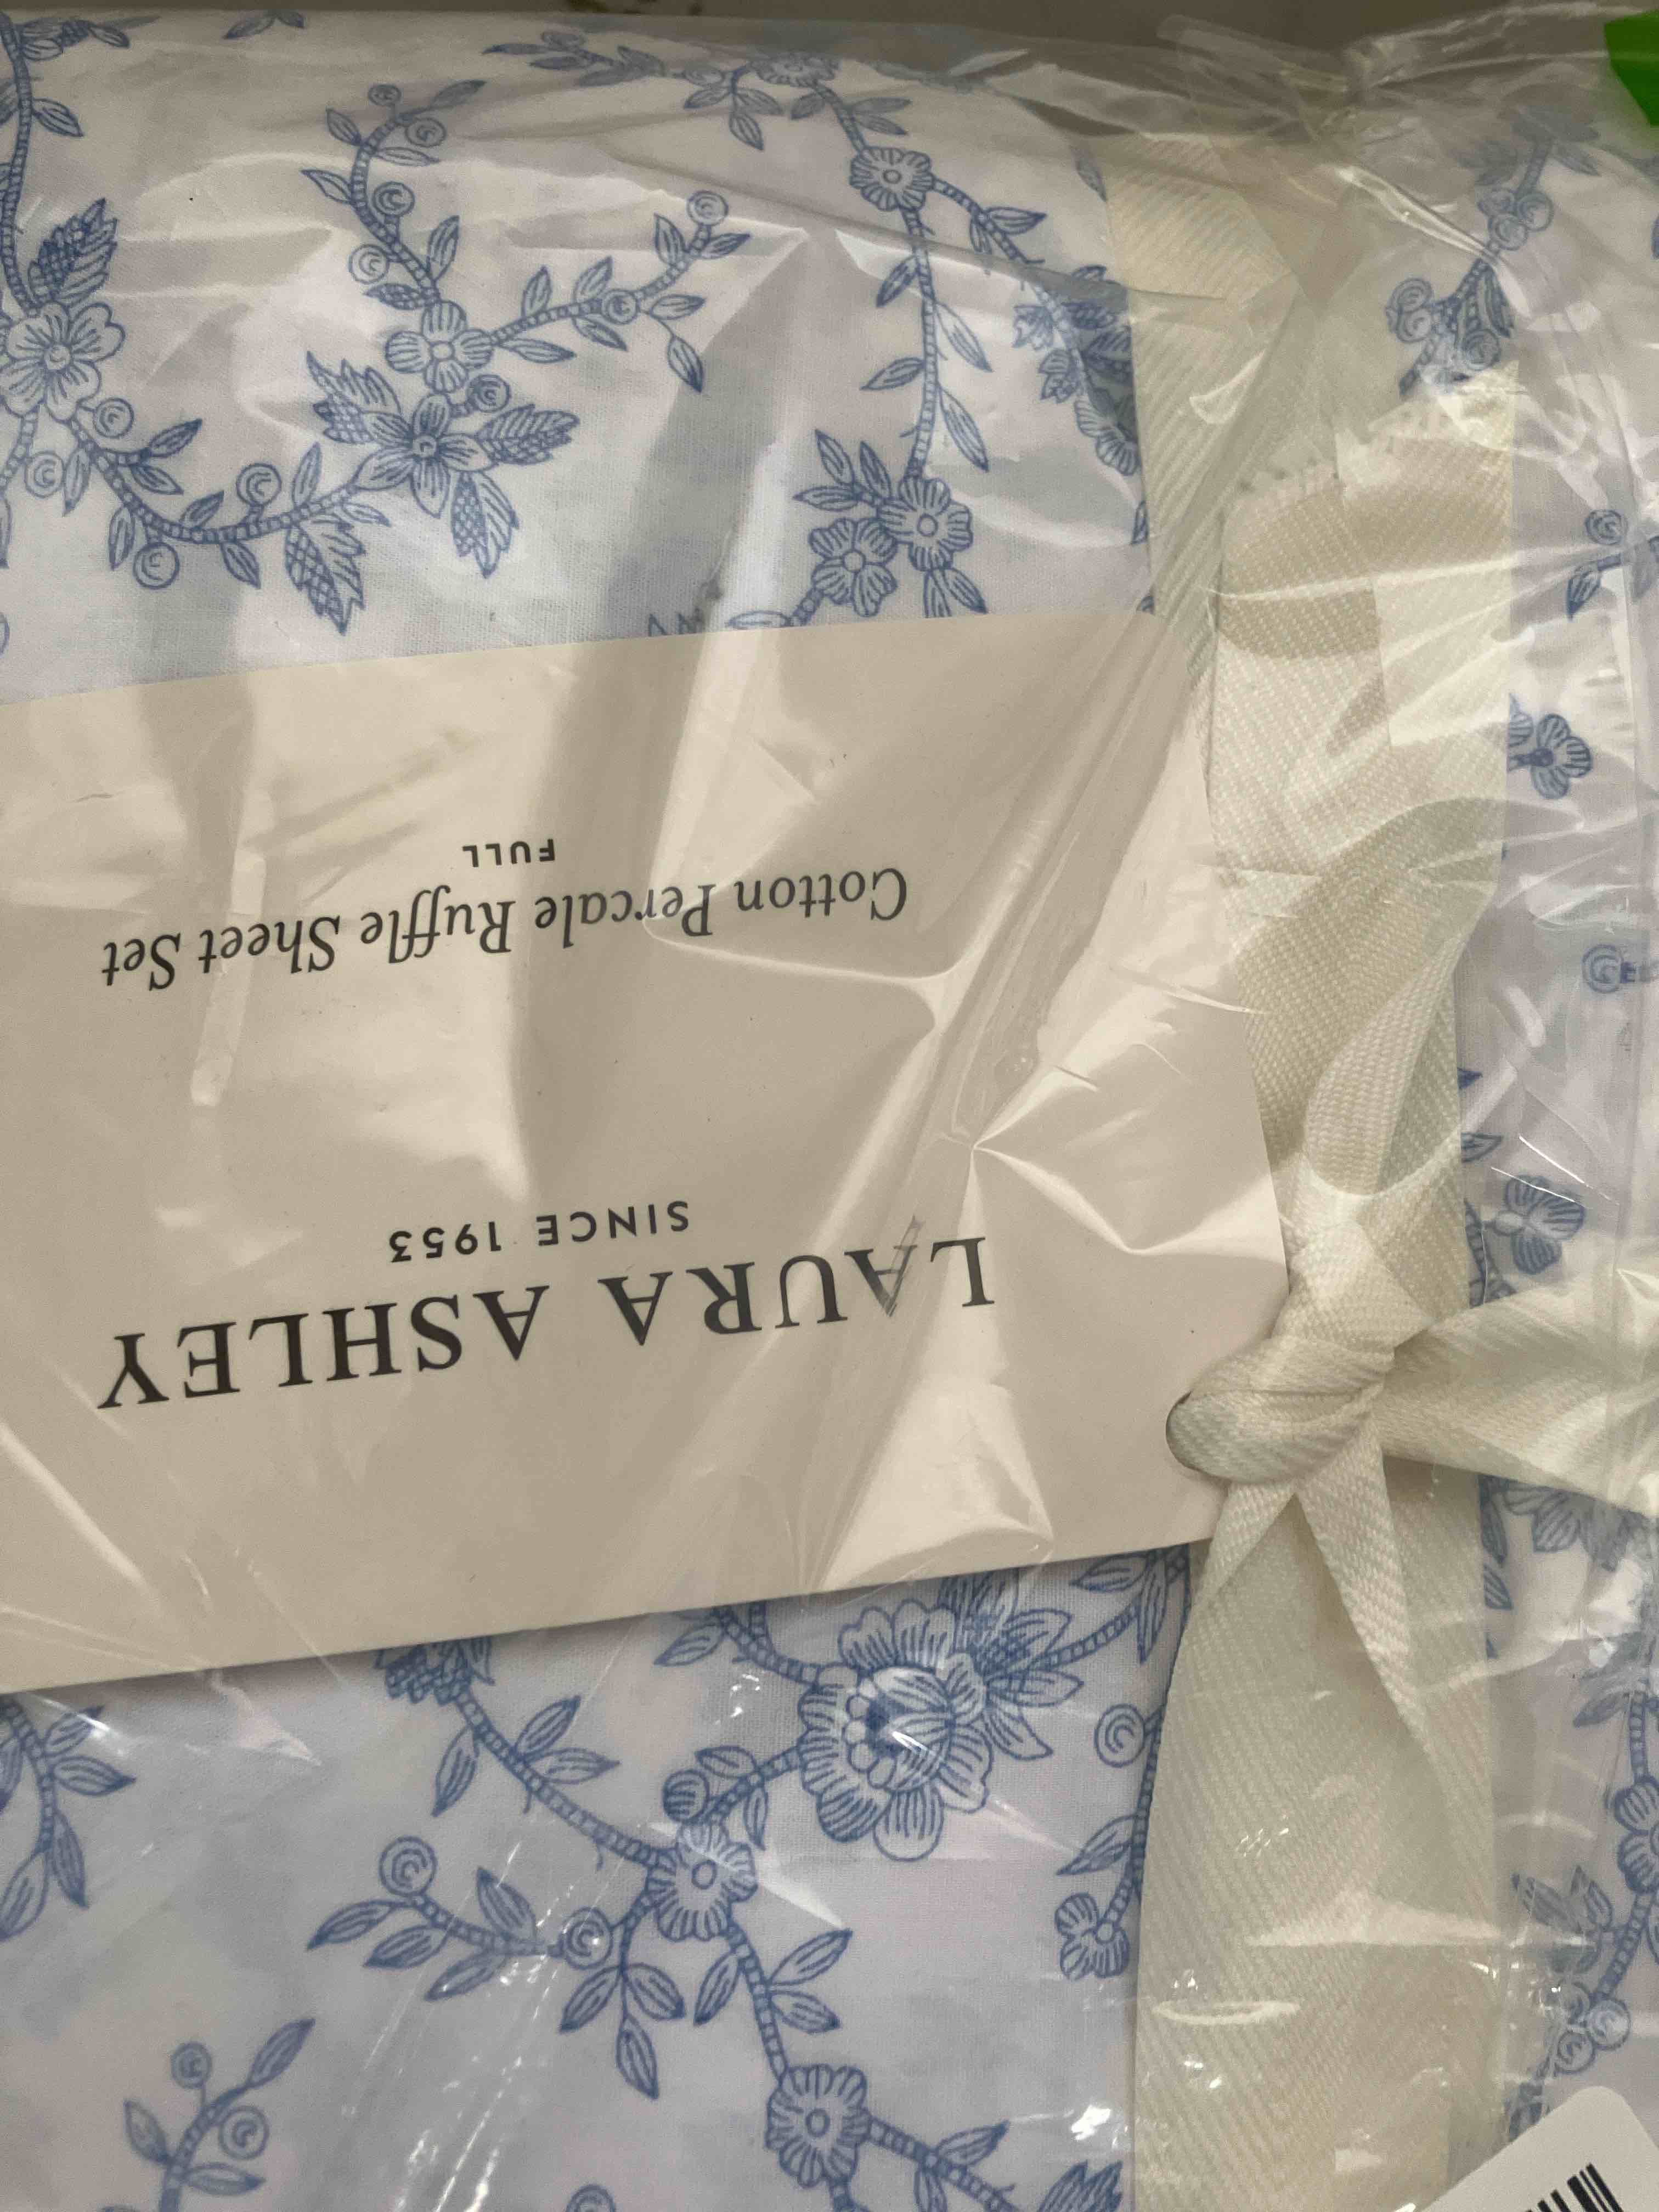 LAURA ASHLEY
SINCE 1953
Cotton Percale Ruffle Sheet Set
FULL